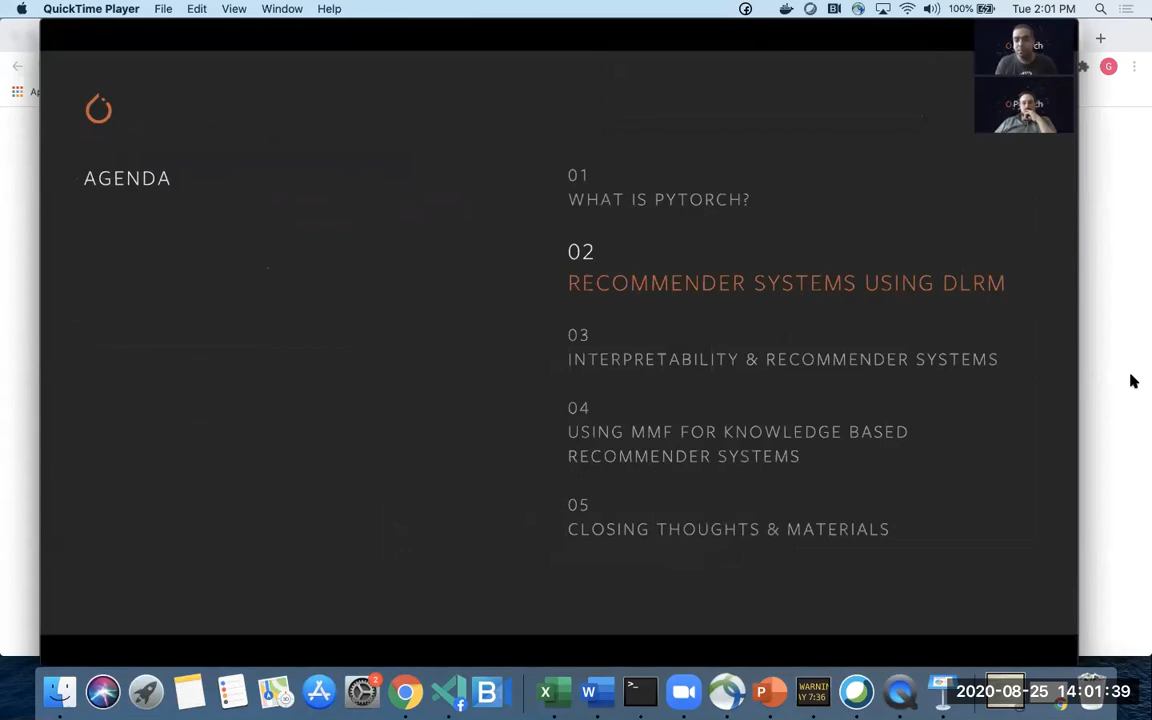 QuickTime Player File Edit View Window Help 100% Tue 2:01 PM
G
AGENDA
01
WHAT IS PYTORCH?
02
RECOMMENDER SYSTEMS USING DLRM
03
INTERPRETABILITY & RECOMMENDER SYSTEMS
04
USING MMF FOR KNOWLEDGE BASED
RECOMMENDER SYSTEMS
05
CLOSING THOUGHTS & MATERIALS
2
B
X
W
>_
P
WARNIN
2020-08-25 14:01:39